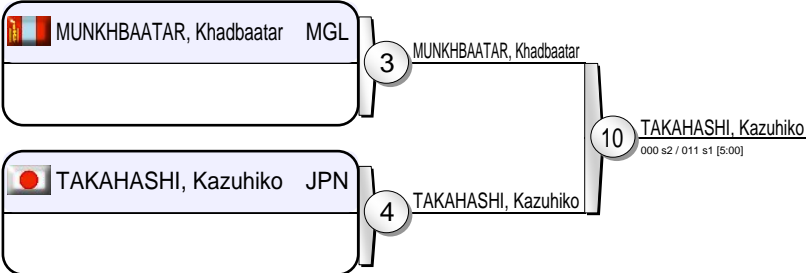 MUNKHBAATAR, Khadbaatar MGL
3
MUNKHBAATAR, Khadbaatar
10
TAKAHASHI, Kazuhiko
000 s2 / 011 s1 [5:00]
TAKAHASHI, Kazuhiko JPN
4
TAKAHASHI, Kazuhiko